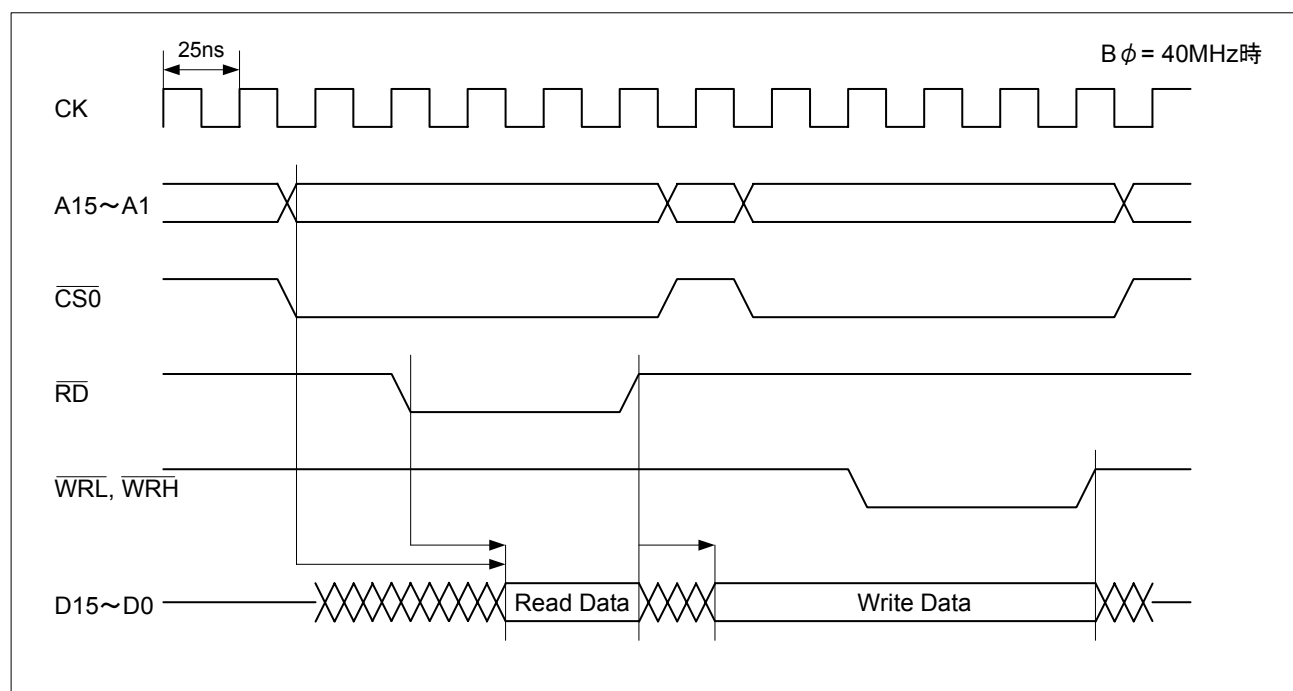 25ns
Bφ= 40MHz時
CK
A15～A1
CS0
RD
WRL, WRH
D15～D0
Read Data
Write Data